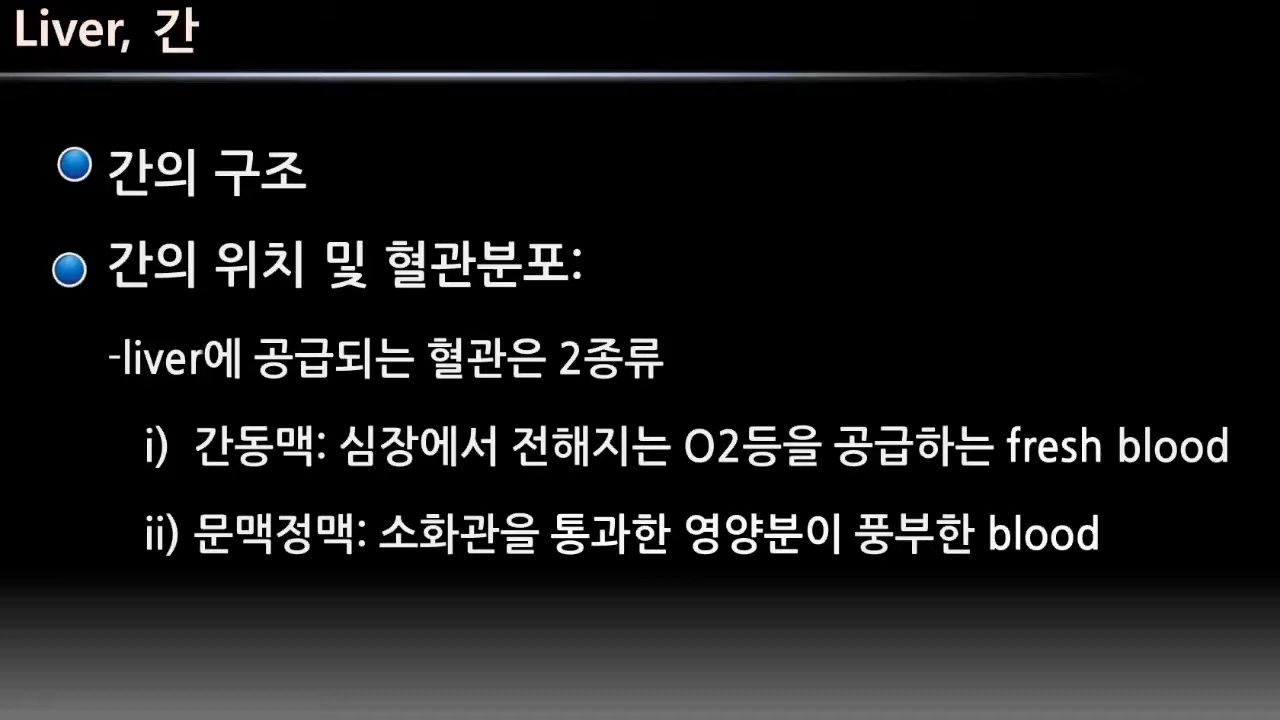 Liver, 간
간의 구조
간의 위치 및 혈관분포:
-liver에 공급되는 혈관은 2종류
i) 간동맥: 심장에서 전해지는 O2등을 공급하는 fresh blood
ii) 문맥정맥: 소화관을 통과한 영양분이 풍부한 blood